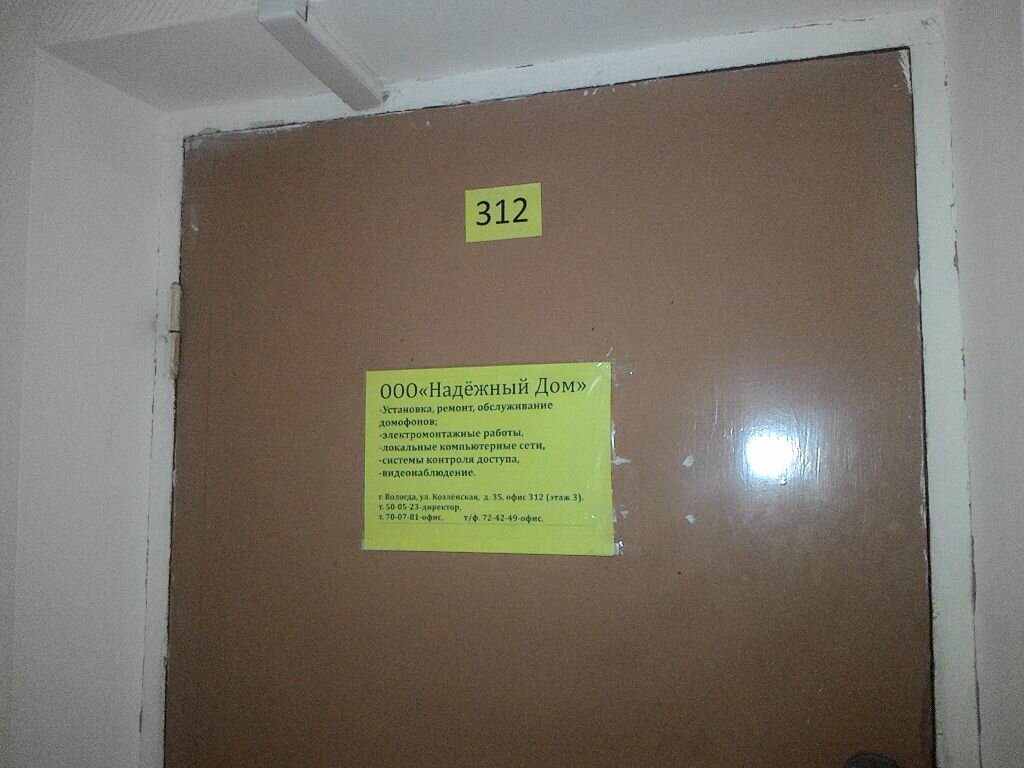 312
ООО«Надёжный Дом»
-Установка, ремонт, обслуживание
домофонов;
-электромонтажные работы,
-локальные компьютерные сети,
-системы контроля доступа,
-видеонаблюдение.
г. Вологда, ул. Козлёнская, д. 35, офис 312 (этаж 3).
т. 50-05-23-директор,
т. 70-07-81-офис, т/ф. 72-42-49-офис.